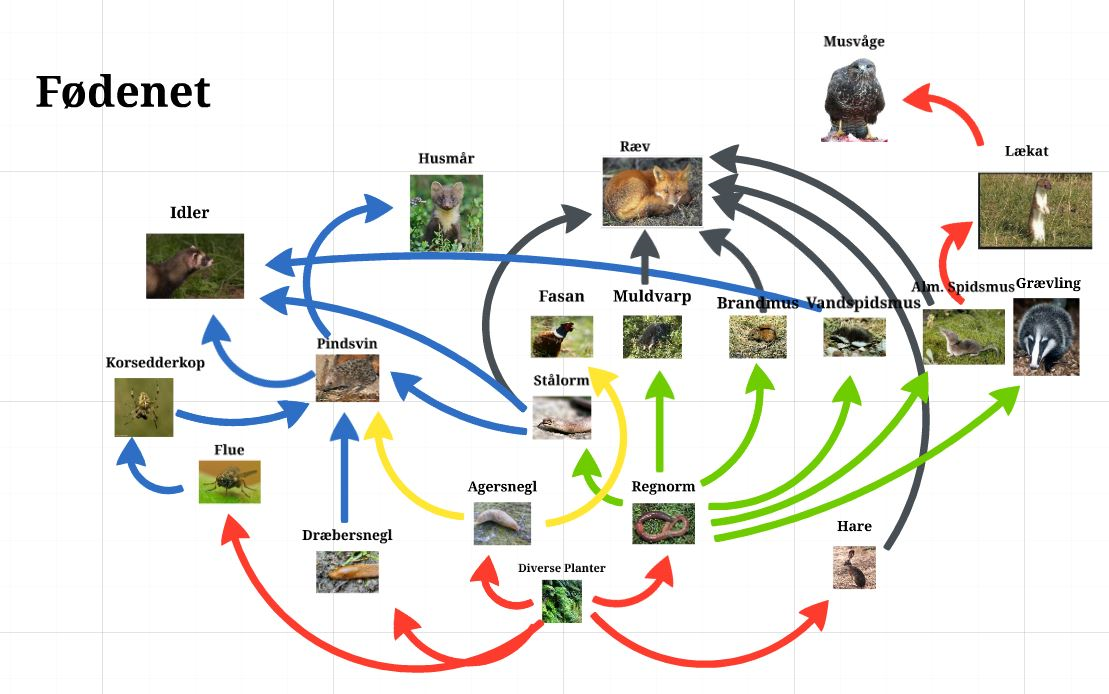 Musvåge
Fødenet
Ræv
Lækat
Husmår
Idler
Alm. Spidsmus
Grævling
Fasan
Muldvarp
Brandmus
Vandspidsmus
Pindsvin
Korsedderkop
Stålorm
Flue
Agersnegl
Regnorm
Hare
Dræbersnegl
Diverse Planter